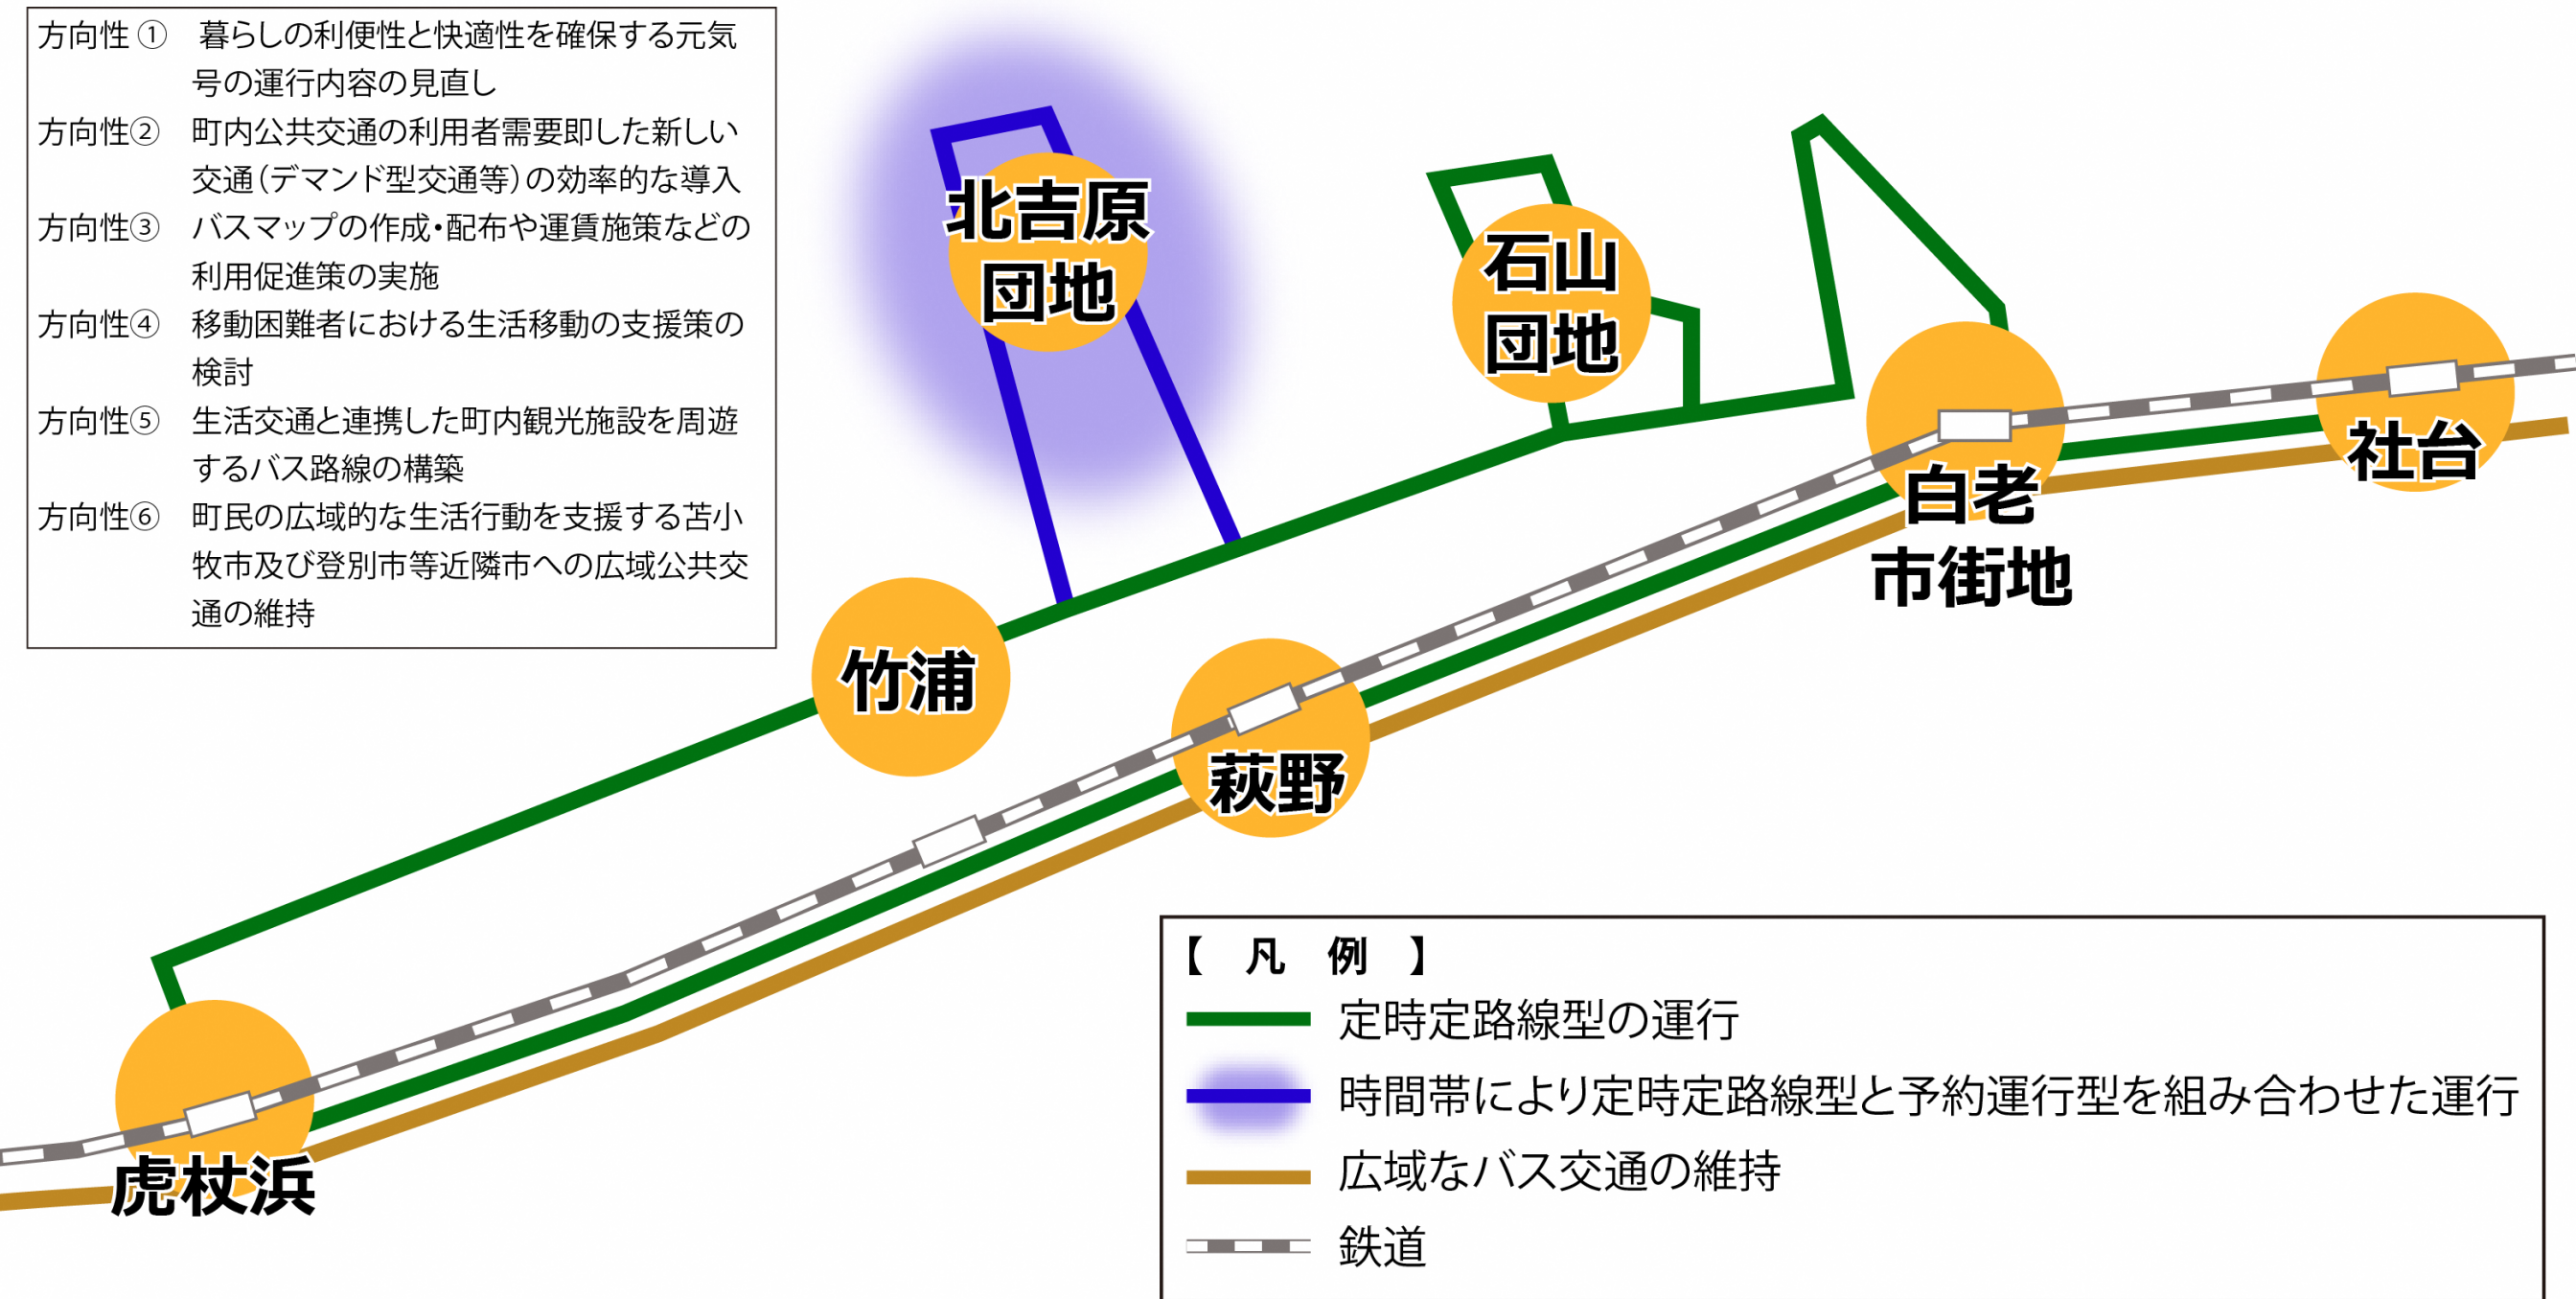 方向性① 暮らしの利便性と快適性を確保する元気
号の運行内容の見直し
方向性② 町内公共交通の利用者需要即した新しい
交通（デマンド型交通等）の効率的な導入
方向性③ バスマップの作成・配布や運賃施策などの
利用促進策の実施
方向性④ 移動困難者における生活移動の支援策の
検討
方向性⑤ 生活交通と連携した町内観光施設を周遊
するバス路線の構築
方向性⑥ 町民の広域的な生活行動を支援する苫小
牧市及び登別市等近隣市への広域公共交
通の維持
北吉原
団地
石山
団地
社台
白老
市街地
竹浦
萩野
虎杖浜
【 凡 例 】
定時定路線型の運行
時間帯により定時定路線型と予約運行型を組み合わせた運行
広域なバス交通の維持
鉄道